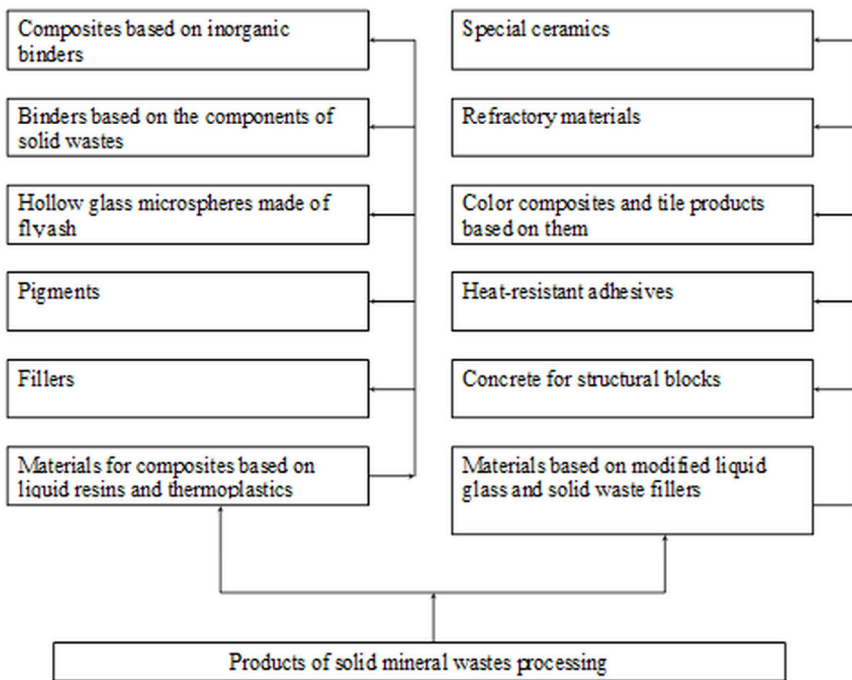 Composites based on inorganic
binders
Binders based on the components of
solid wastes
Hollow glass microspheres made of
flyash
Pigments
Fillers
Materials for composites based on
liquid resins and thermoplastics
Special ceramics
Refractory materials
Color composites and tile products
based on them
Heat-resistant adhesives
Concrete for structural blocks
Materials based on modified liquid
glass and solid waste fillers
Products of solid mineral wastes processing